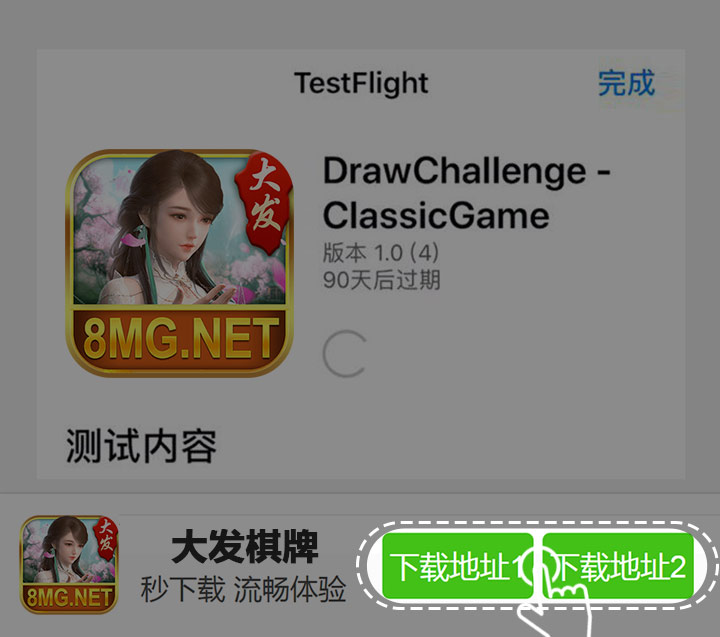 TestFlight
完成
大发
8MG.NET
DrawChallenge -
ClassicGame
版本 1.0 (4)
90天后过期
测试内容
大发
8MG.NET
大发棋牌
秒下载 流畅体验
下载地址1
下载地址2